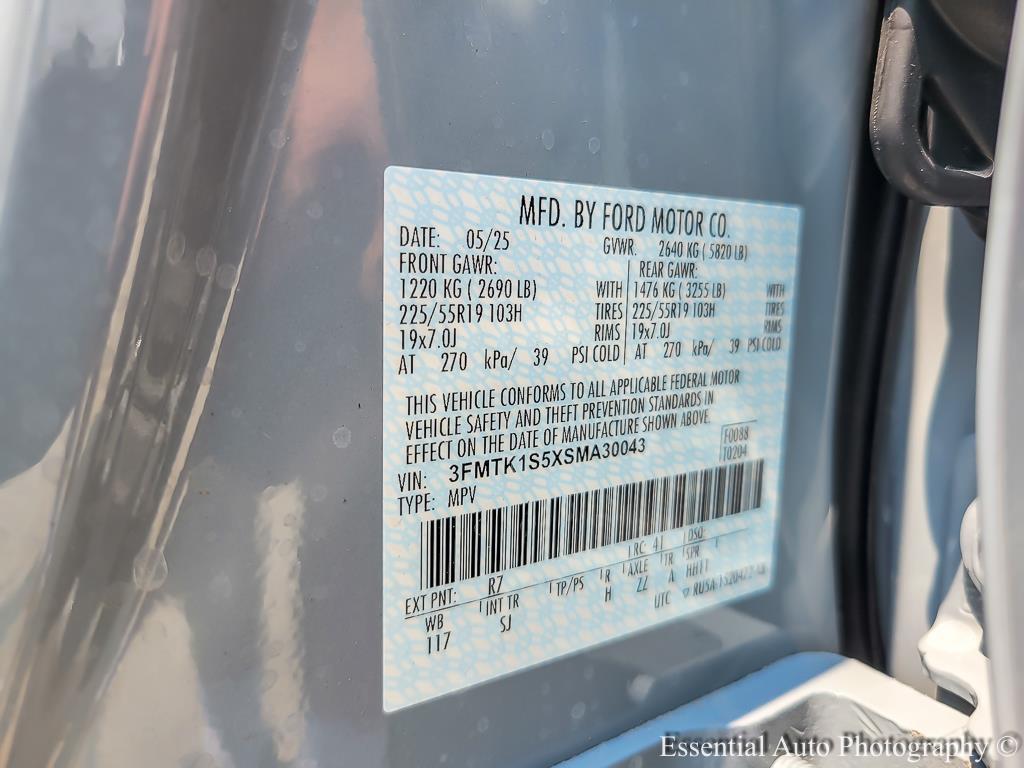 MFD. BY FORD MOTOR CO.
DATE: 05/25 GVWR. 2640 KG ( 5820 LB)
FRONT GAWR: REAR GAWR:
1220 KG ( 2690 LB) WITH 1476 KG ( 3255 LB) WITH
225/55R19 103H TIRES 225/55R19 103H TIRES
19x7.0J RIMS 19x7.0J RIMS
AT 270 kPa/ 39 PSI COLD AT 270 kPa/ 39 PSI COLD
THIS VEHICLE CONFORMS TO ALL APPLICABLE FEDERAL MOTOR
VEHICLE SAFETY AND THEFT PREVENTION STANDARDS IN
EFFECT ON THE DATE OF MANUFACTURE SHOWN ABOVE.
VIN: 3FMTK1S5XSMA30043 F0088
TYPE: MPV T0204
EXT PNT: R7 RC: 41 DSO:
WB INT TR TP/PS R AXLE TR SPR
117 SJ H ZZ A HH11
UTC
Essential Auto Photography ©